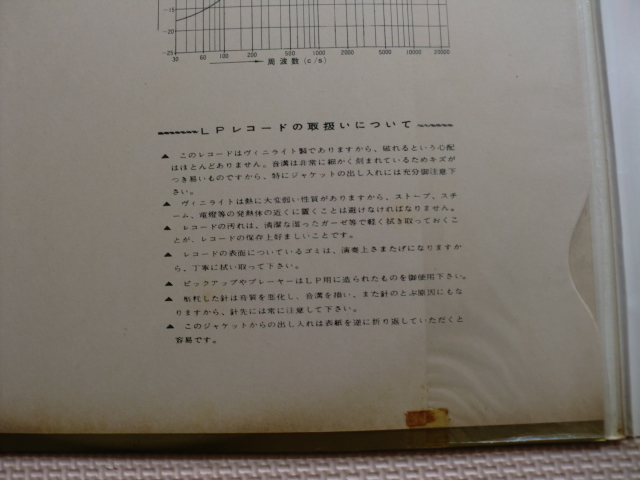 -15
-20
-25
30 60 100 200 500 1000 2000 5000 10000 20000
周波数(c/s)
LPレコードの取扱いについて
▲ このレコードはヴィニライト製でありますから、破れるという心配
はほとんどありません。音溝は非常に細かく刻まれているためキズが
つき易いものですから、特にジャケットの出し入れには充分御注意下
さい。
▲ ヴィニライトは熱に大変弱い性質がありますから、ストーブ、スチ
ーム、電燈等の発熱体の近くに置くことは避けなければなりません。
▲ レコードの汚れは、清潔な湿ったガーゼ等で軽く拭き取っておくこ
とが、レコードの保存上好ましいことです。
▲ レコードの表面についているゴミは、演奏上さまたげになりますか
ら、丁寧に拭い取って下さい。
▲ ピックアップやプレーヤーはLP用に造られたものを御使用下さい。
▲ 磨耗した針は音質を悪化し、音溝を損い、また針のとぶ原因にもな
りますから、針先には常に注意して下さい。
▲ このジャケットからの出し入れは表紙を逆に折り返していただくと
容易です。